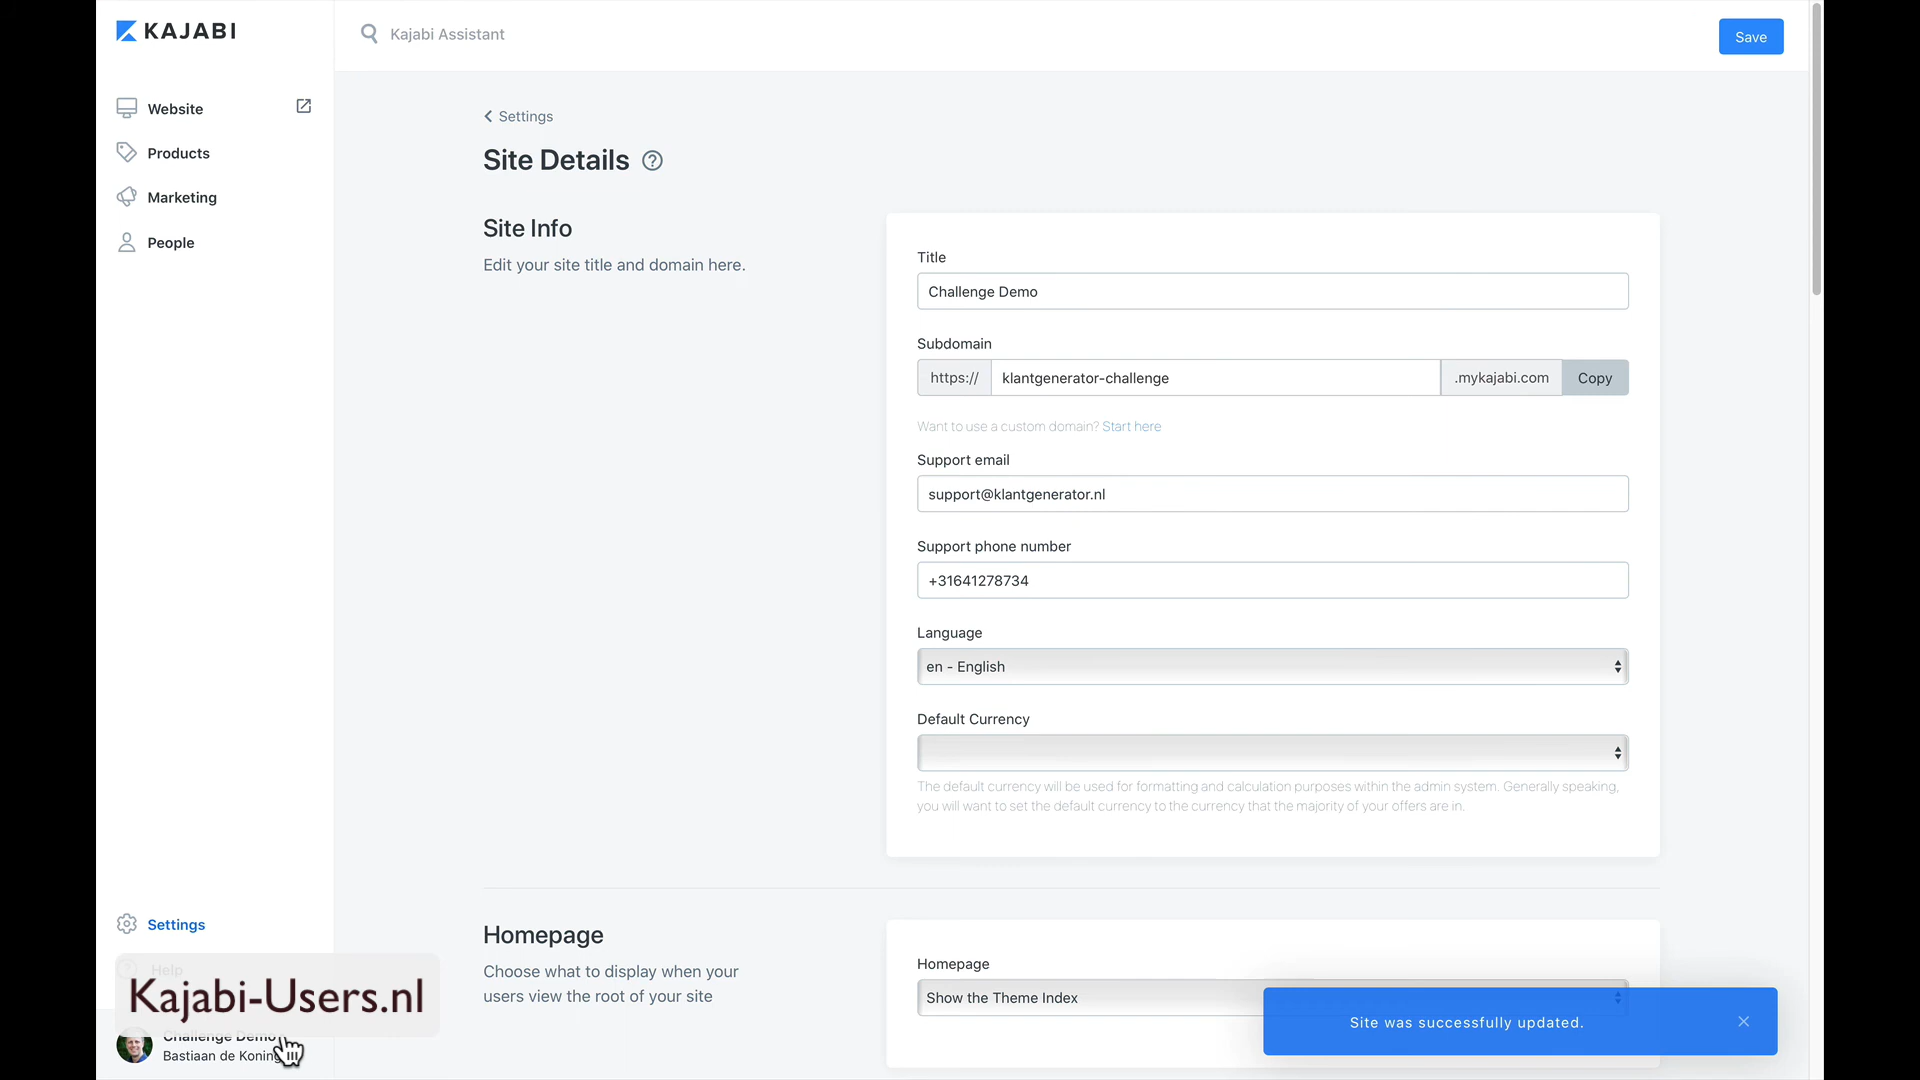 KAJABI
Kajabi Assistant
Save
Website
Products
Marketing
People
Settings
Site Details
Site Info
Edit your site title and domain here.
Title
Challenge Demo
Subdomain
https://
klantgenerator-challenge
.mykajabi.com
Copy
Want to use a custom domain? Start here
Support email
support@klantgenerator.nl
Support phone number
+31641278734
Language
en - English
Default Currency
The default currency will be used for formatting and calculation purposes within the admin system. Generally speaking,
you will want to set the default currency to the currency that the majority of your offers are in.
Settings
Help
Kajabi-Users.nl
Challenge Demo
Bastiaan de Koning
Homepage
Choose what to display when your
users view the root of your site
Homepage
Show the Theme Index
Site was successfully updated.